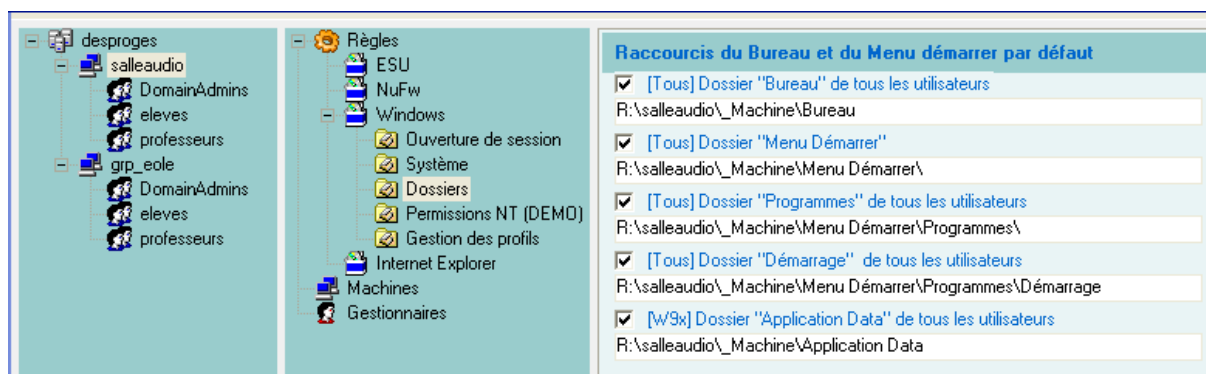 desproges
salleaudio
DomainAdmins
eleves
professeurs
grp_eole
DomainAdmins
eleves
professeurs
Règles
ESU
NuFw
Windows
Ouverture de session
Système
Dossiers
Permissions NT (DEMO)
Gestion des profils
Internet Explorer
Machines
Gestionnaires
Raccourcis du Bureau et du Menu démarrer par défaut
[Tous] Dossier "Bureau" de tous les utilisateurs
R:\salleaudio\_Machine\Bureau
[Tous] Dossier "Menu Démarrer"
R:\salleaudio\_Machine\Menu Démarrer\
[Tous] Dossier "Programmes" de tous les utilisateurs
R:\salleaudio\_Machine\Menu Démarrer\Programmes\
[Tous] Dossier "Démarrage" de tous les utilisateurs
R:\salleaudio\_Machine\Menu Démarrer\Programmes\Démarrage
[W9x] Dossier "Application Data" de tous les utilisateurs
R:\salleaudio\_Machine\Application Data